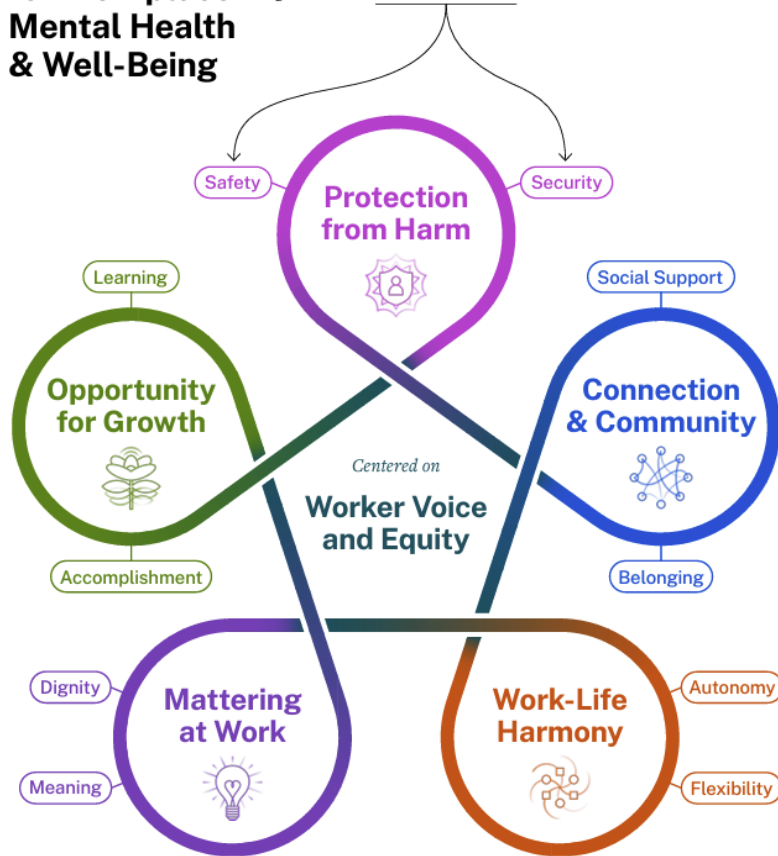 Mental Health
& Well-Being
Safety
Security
Protection
from Harm
Learning
Social Support
Opportunity
for Growth
Connection
& Community
Centered on
Worker Voice
and Equity
Accomplishment
Belonging
Dignity
Autonomy
Mattering
at Work
Work-Life
Harmony
Meaning
Flexibility